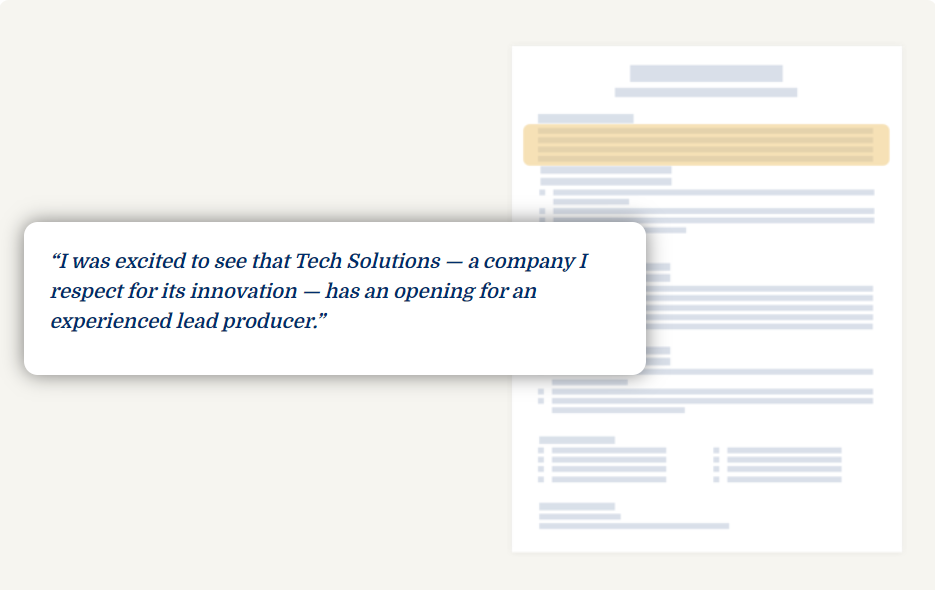 “I was excited to see that Tech Solutions — a company I
respect for its innovation — has an opening for an
experienced lead producer.”